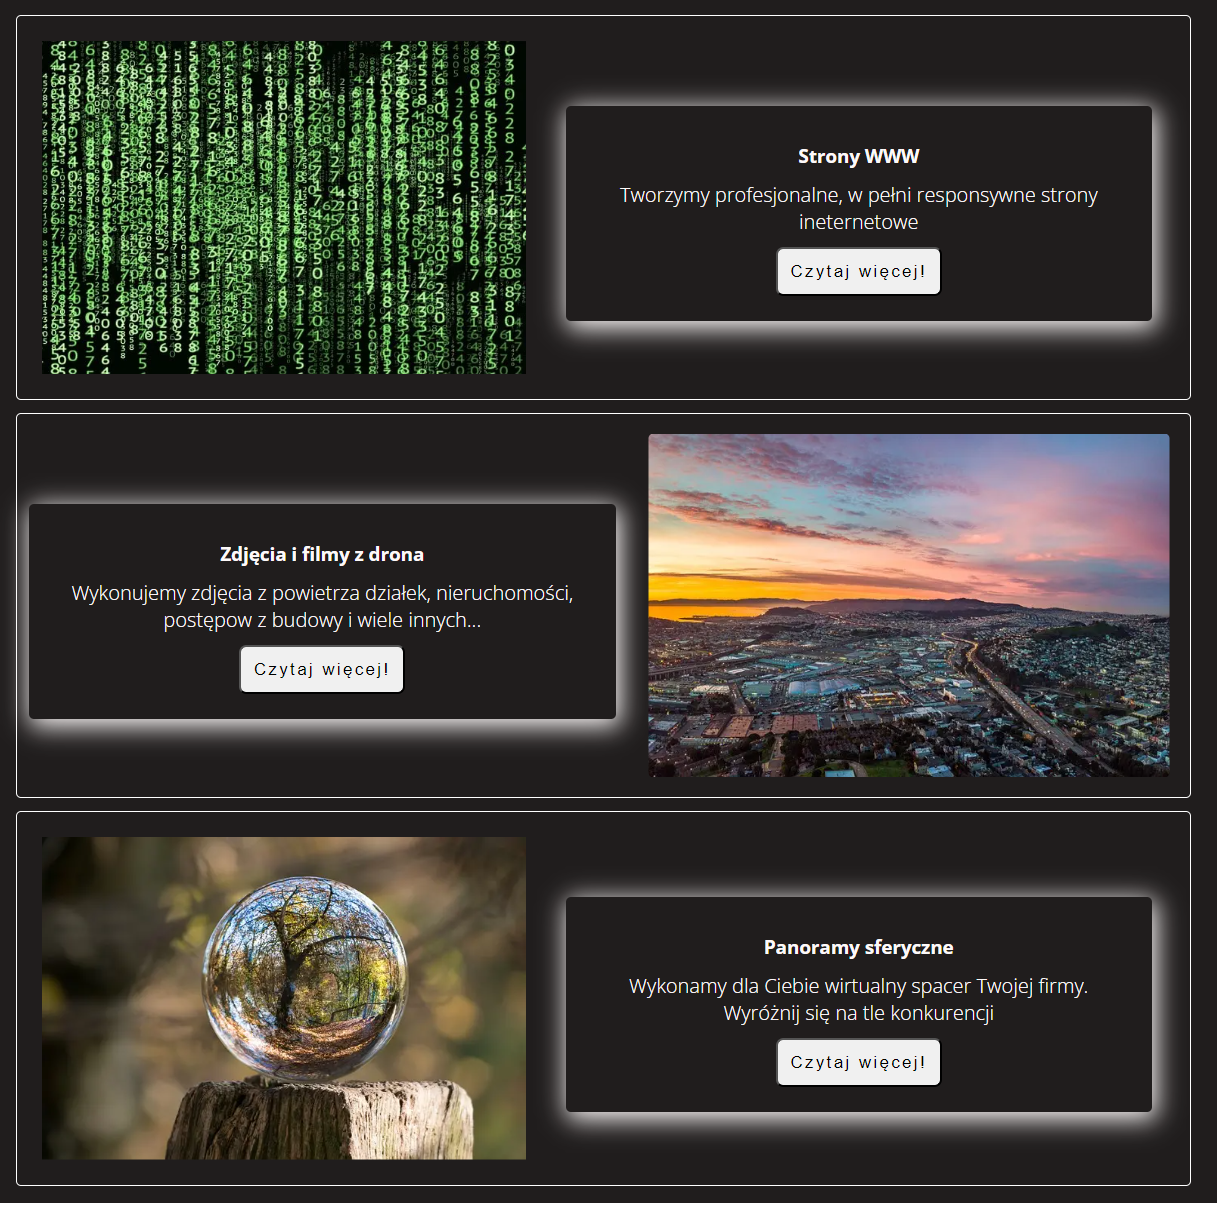 Strony WWW
Tworzymy profesjonalne, w pełni responsywne strony
ineternetowe
Czytaj więcej!
Zdjęcia i filmy z drona
Wykonujemy zdjęcia z powietrza działek, nieruchomości,
postępow z budowy i wiele innych...
Czytaj więcej!
Panoramy sferyczne
Wykonamy dla Ciebie wirtualny spacer Twojej firmy.
Wyróżnij się na tle konkurencji
Czytaj więcej!